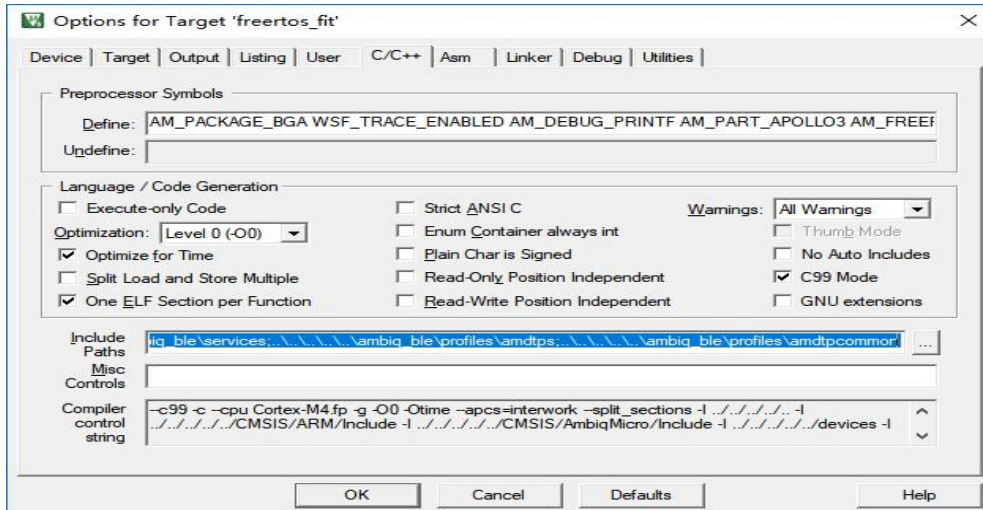 Options for Target 'freertos_fit'
Device Target Output Listing User C/C++ Asm Linker Debug Utilities
Preprocessor Symbols
Define: AM_PACKAGE_BGA WSF_TRACE_ENABLED AM_DEBUG_PRINTF AM_PART_APOLLO3
Undefine:
Language / Code Generation
Execute-only Code Strict ANSI C Warnings: All Warnings
Optimization: Level 0 (-O0) Enum Container always int Thumb Mode
Optimize for Time Plain Char is Signed No Auto Includes
Split Load and Store Multiple Read-Only Position Independent C99 Mode
One ELF Section per Function Read-Write Position Independent GNU extensions
Include Paths iq_ble\services;..\..\..\..\..\ambiq_ble\profiles\amdtps;..\..\..\..\..\ambiq_ble\profiles\amdtpcommon
Misc Controls
Compiler control string --c99 -c --cpu Cortex-M4.fp -g -O0 -Otime --apcs=interwork --split_sections -I ../../../../.. -I
../../../../../CMSIS/ARM/Include -I ../../../../../CMSIS/AmbiqMicro/Include -I ../../../../../devices -I
OK Cancel Defaults Help